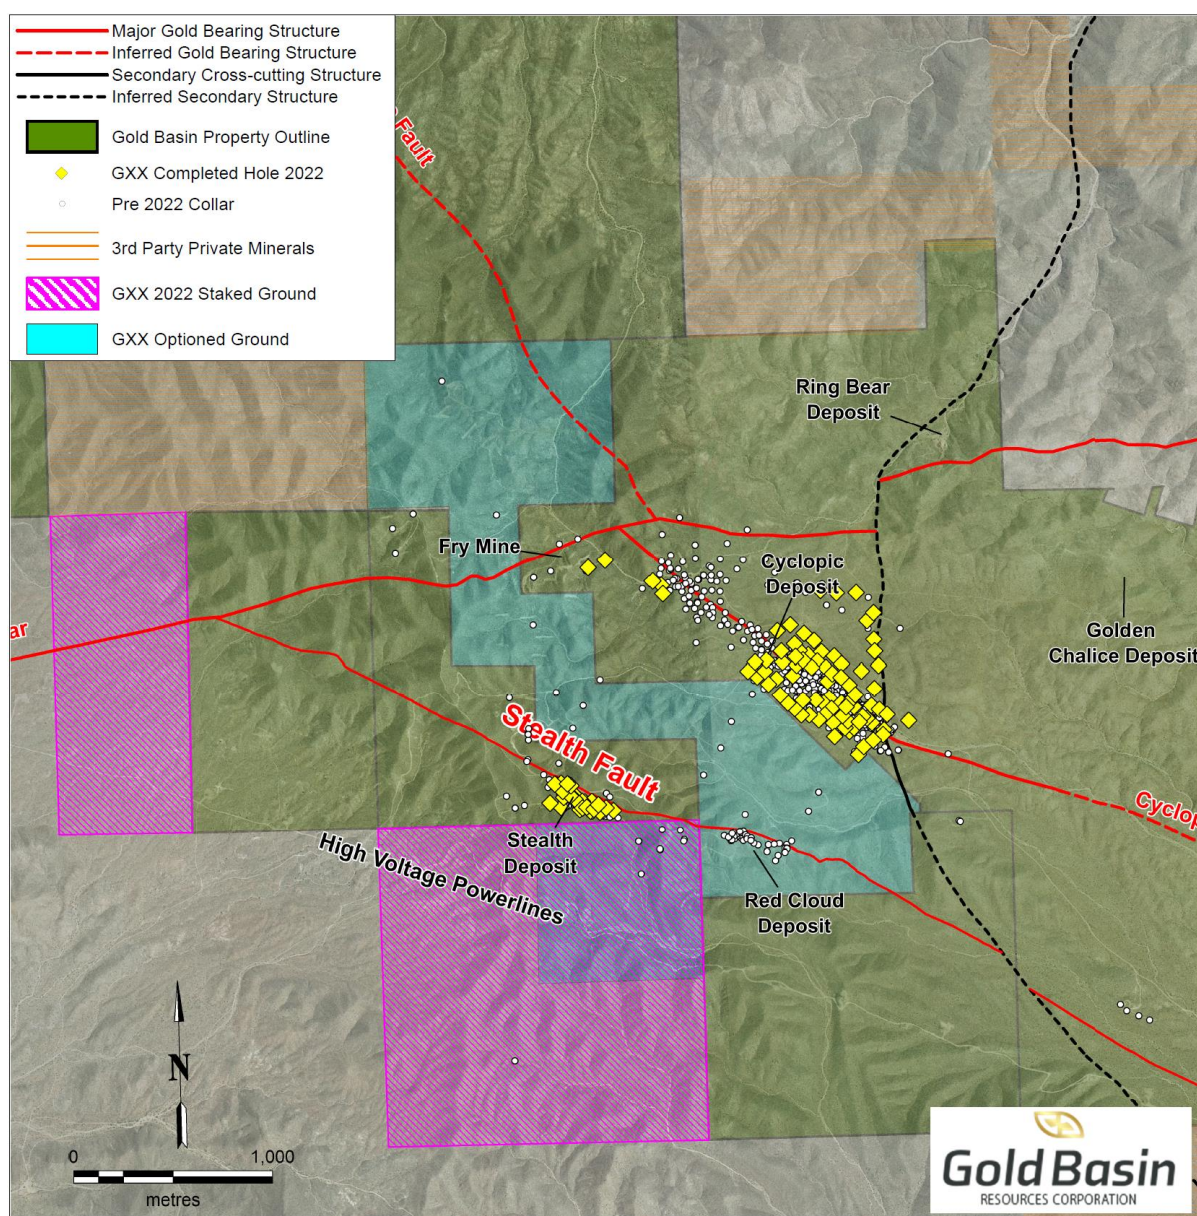 Major Gold Bearing Structure
Inferred Gold Bearing Structure
Secondary Cross-cutting Structure
Inferred Secondary Structure
Gold Basin Property Outline
GXX Completed Hole 2022
Pre 2022 Collar
3rd Party Private Minerals
GXX 2022 Staked Ground
GXX Optioned Ground
Fault
Ring Bear
Deposit
Fry Mine
Cyclopic
Deposit
Golden
Chalice Deposit
ar
Stealth Fault
Cyclop
Stealth
Deposit
High Voltage Powerlines
Red Cloud
Deposit
N
0 1,000
metres
Gold Basin
RESOURCES CORPORATION